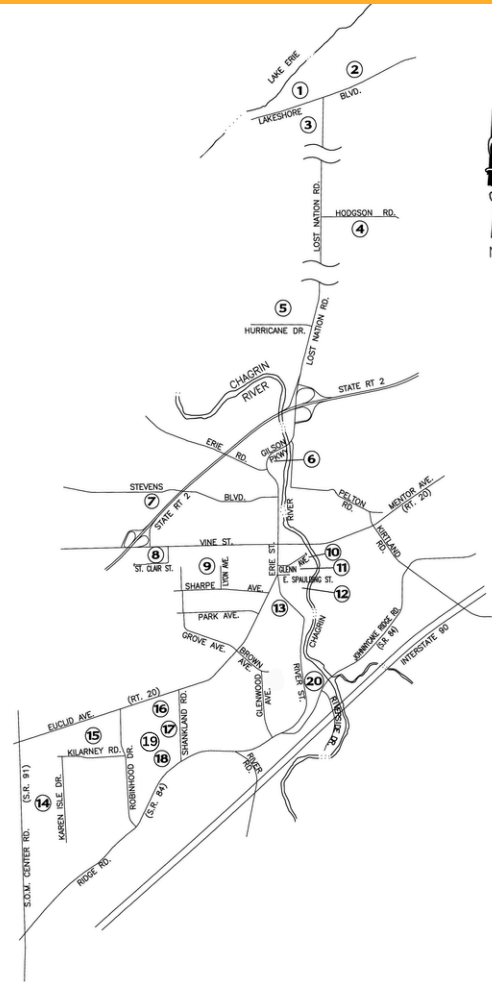 LAKE ERIE
1
2
LAKESHORE BLVD.
3
LOST NATION RD.
HODGSON RD.
4
5
HURRICANE DR.
LOST NATION RD.
CHAGRIN
RIVER
STATE RT 2
ERIE RD.
GILSON
PKWY
6
STEVENS BLVD.
7
STATE RT 2
RIVER
PELTON
RD.
MENTOR AVE.
(RT. 20)
KIRTLAND
RD.
VINE ST.
8
ST. CLAIR ST.
ERIE ST.
10
GLENN AVE.
11
9
LYON AVE.
E. SPAULDING ST.
SHARPE AVE.
12
13
CHAGRIN
PARK AVE.
JOHNNYCAKE RIDGE RD.
(S.R. 84)
INTERSTATE 90
GROVE AVE.
BROWN
AVE.
GLENWOOD
AVE.
RIVER ST.
20
RIVERSIDE DR.
EUCLID AVE. (RT. 20)
16
SHANKLAND RD.
15
17
KILARNEY RD.
19
18
ROBINHOOD DR.
RIVER
RD.
(S.R. 84)
14
KAREN ISLE DR.
S.O.M. CENTER RD. (S.R. 91)
RIDGE RD.